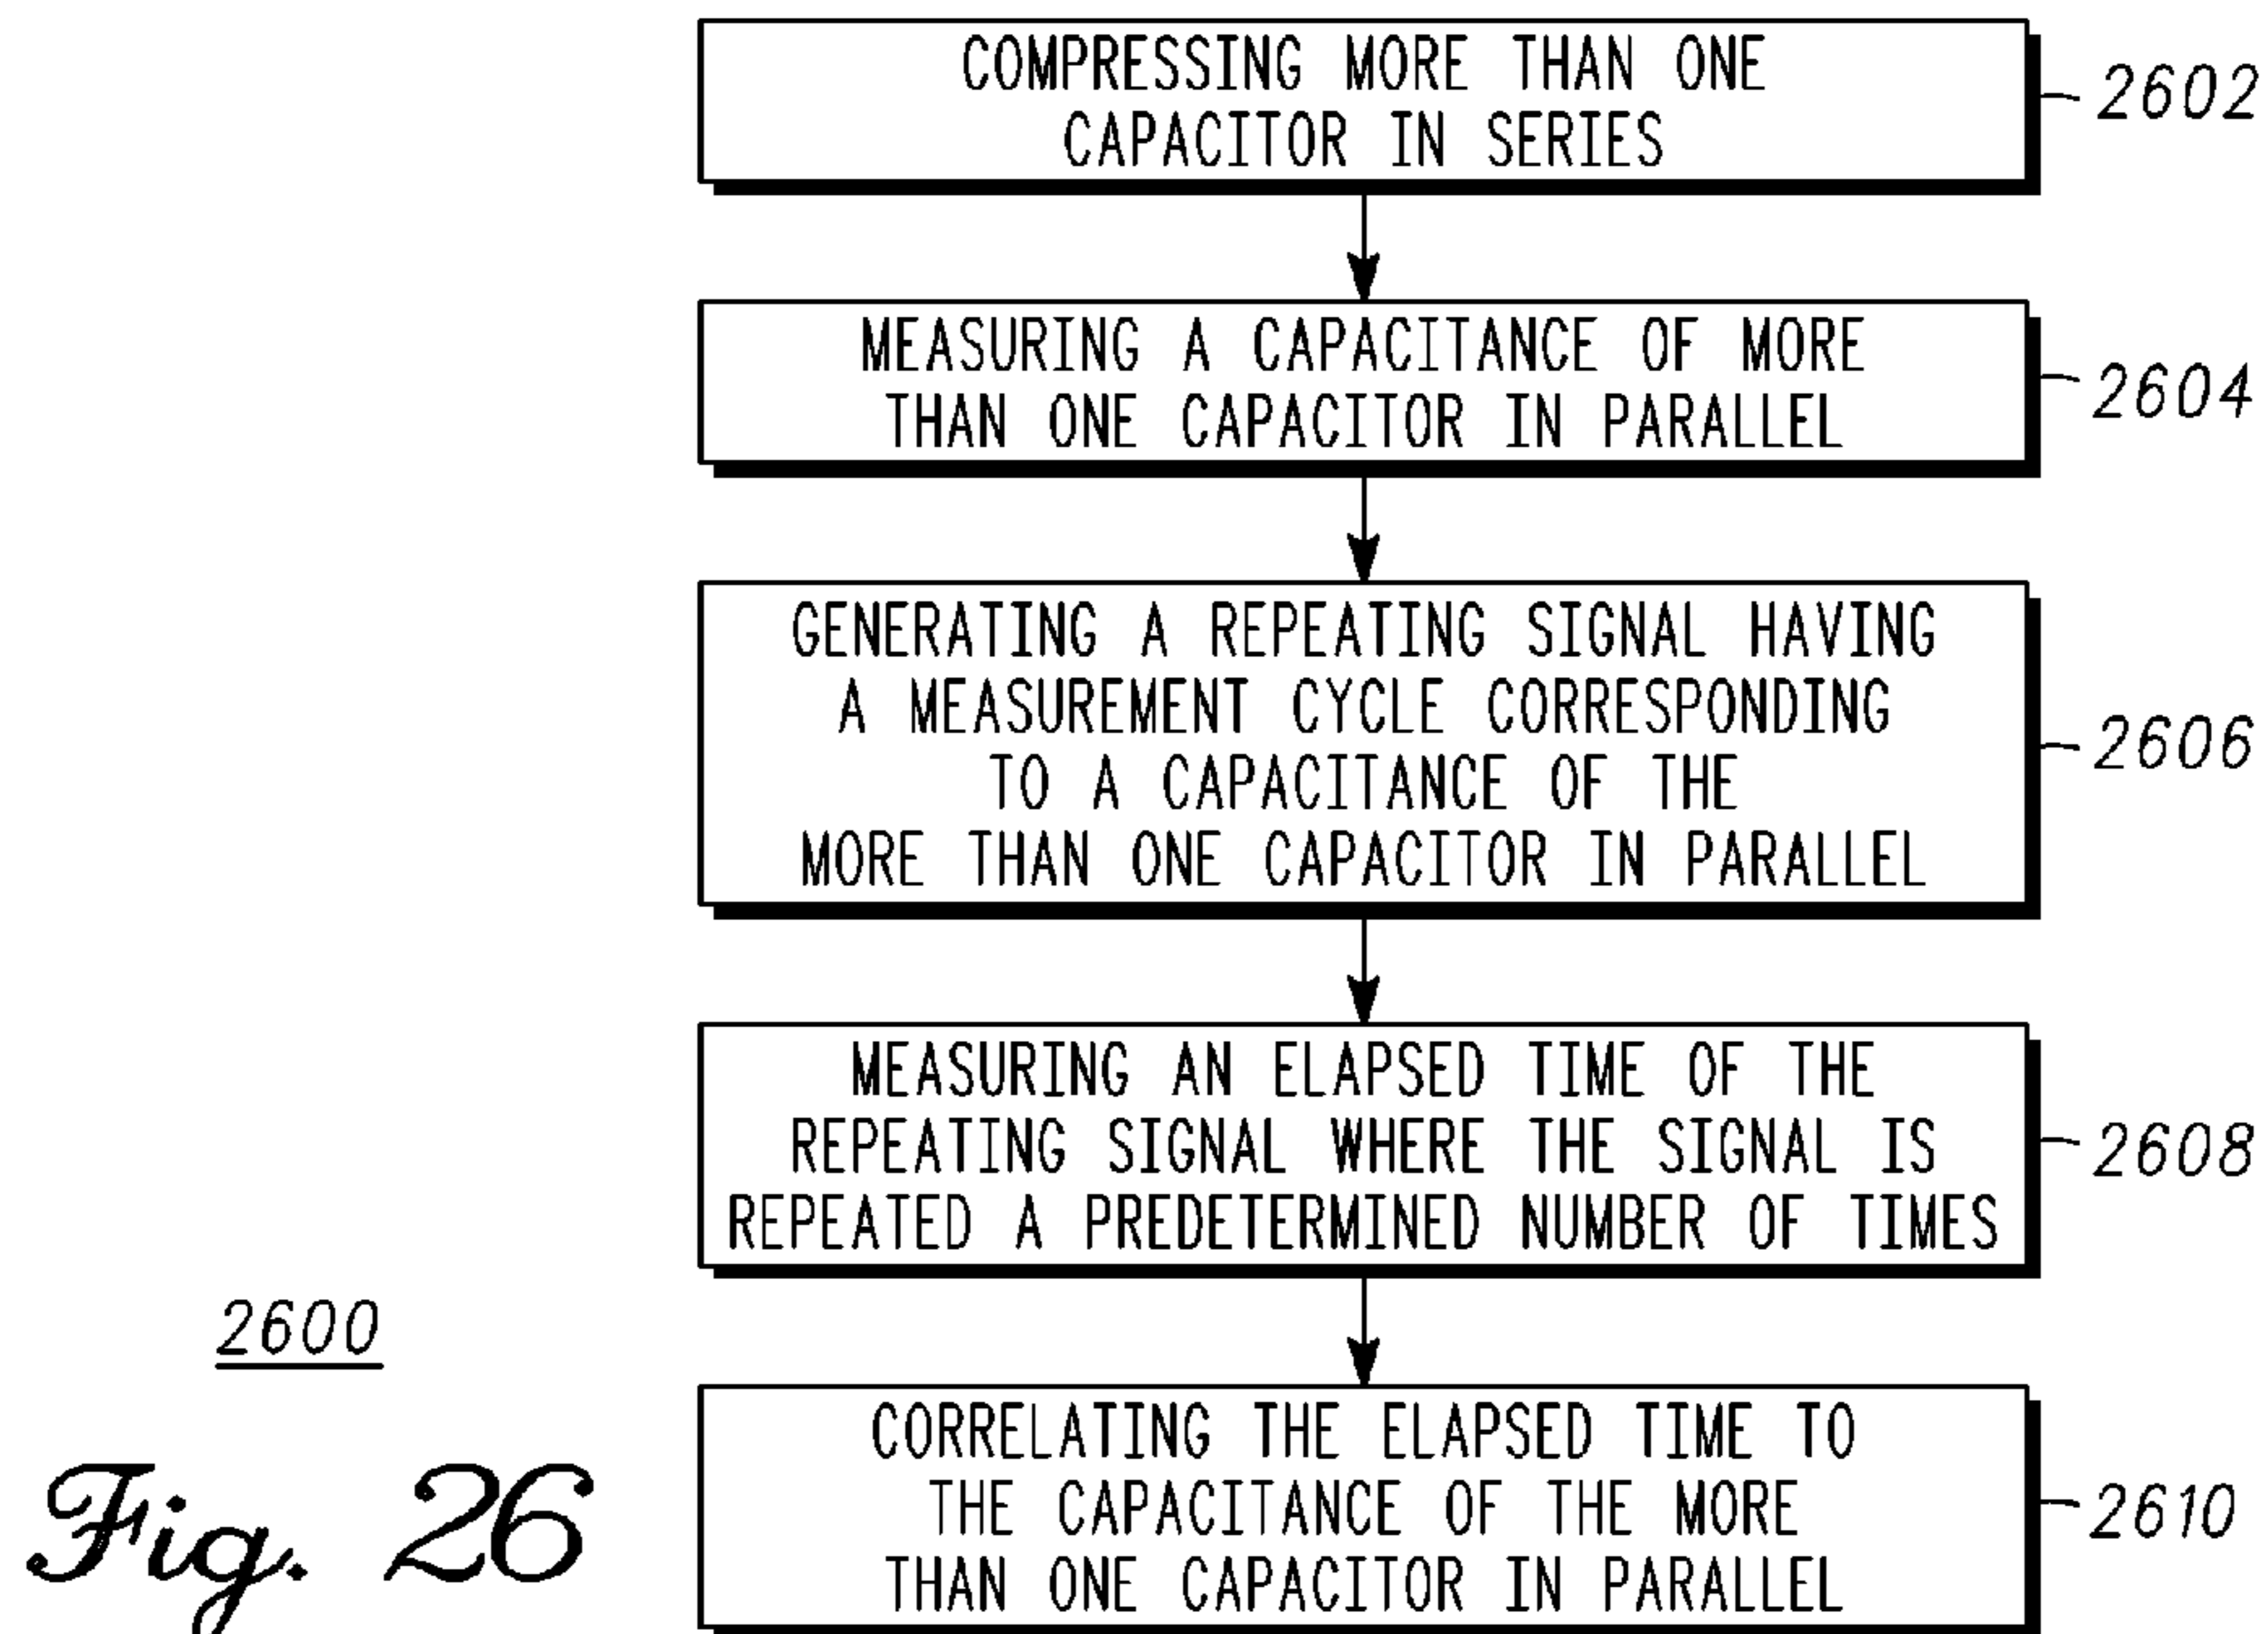 COMPRESSING MORE THAN ONE
CAPACITOR IN SERIES
2602
MEASURING A CAPACITANCE OF MORE
THAN ONE CAPACITOR IN PARALLEL
2604
GENERATING A REPEATING SIGNAL HAVING
A MEASUREMENT CYCLE CORRESPONDING
TO A CAPACITANCE OF THE
MORE THAN ONE CAPACITOR IN PARALLEL
2606
MEASURING AN ELAPSED TIME OF THE
REPEATING SIGNAL WHERE THE SIGNAL IS
REPEATED A PREDETERMINED NUMBER OF TIMES
2608
CORRELATING THE ELAPSED TIME TO
THE CAPACITANCE OF THE MORE
THAN ONE CAPACITOR IN PARALLEL
2610
2600
Fig. 26